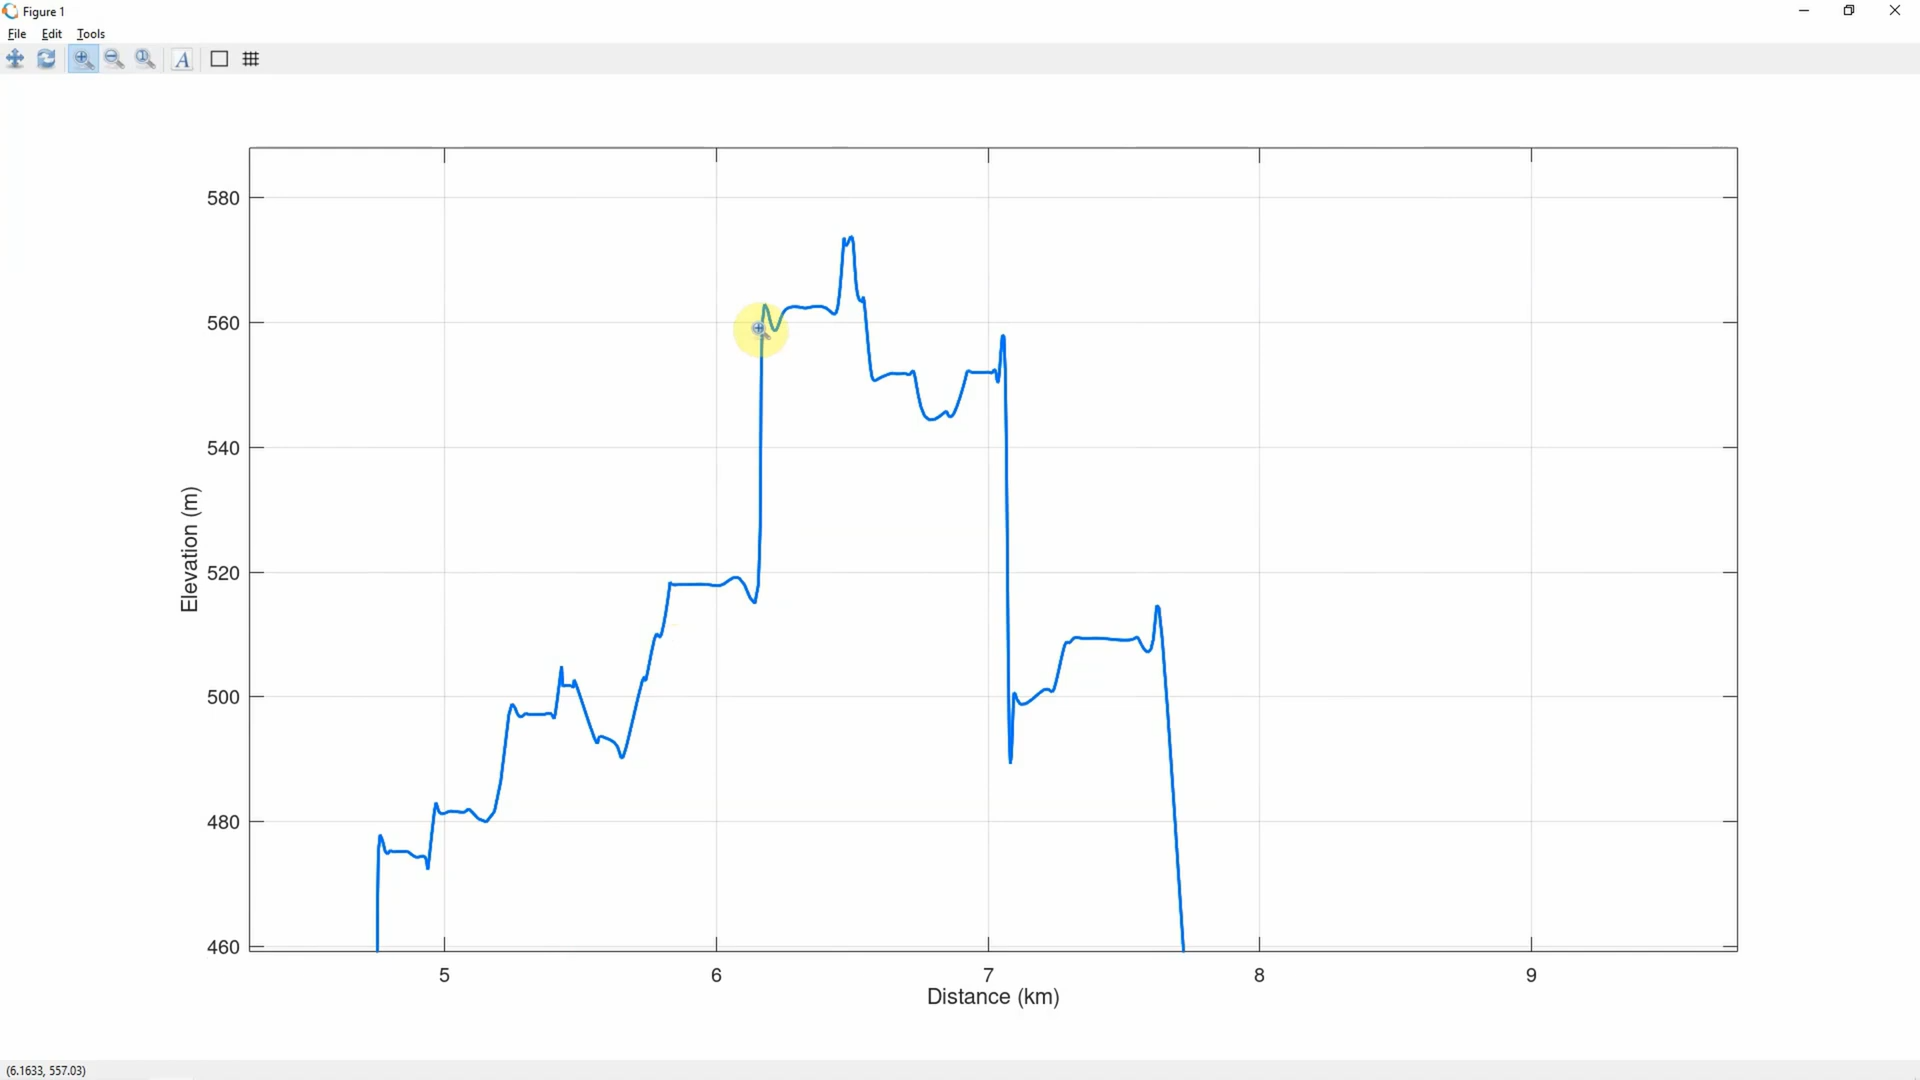 Figure 1
File Edit Tools
A
580
560
540
520
500
480
460
Elevation (m)
5 6 7 8 9
Distance (km)
(6.1633, 557.03)